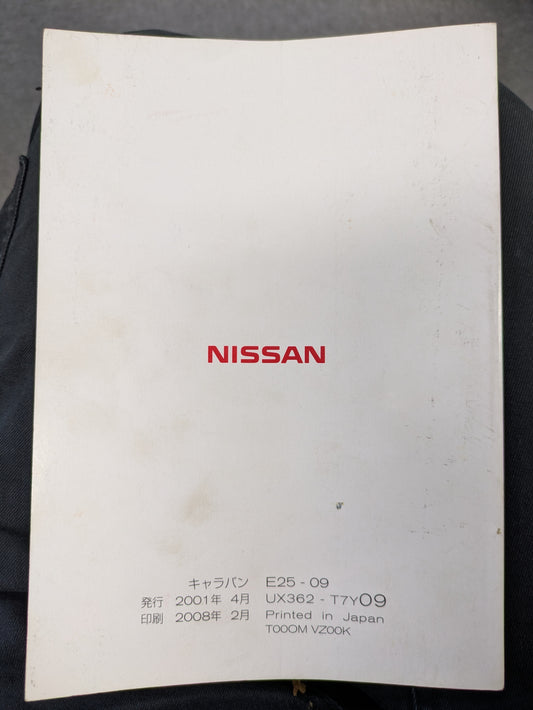 NISSAN
キャラバン E25 - 09
発行 2001年 4月 UX362 - T7Y09
印刷 2008年 2月 Printed in Japan
T00OM VZ00K